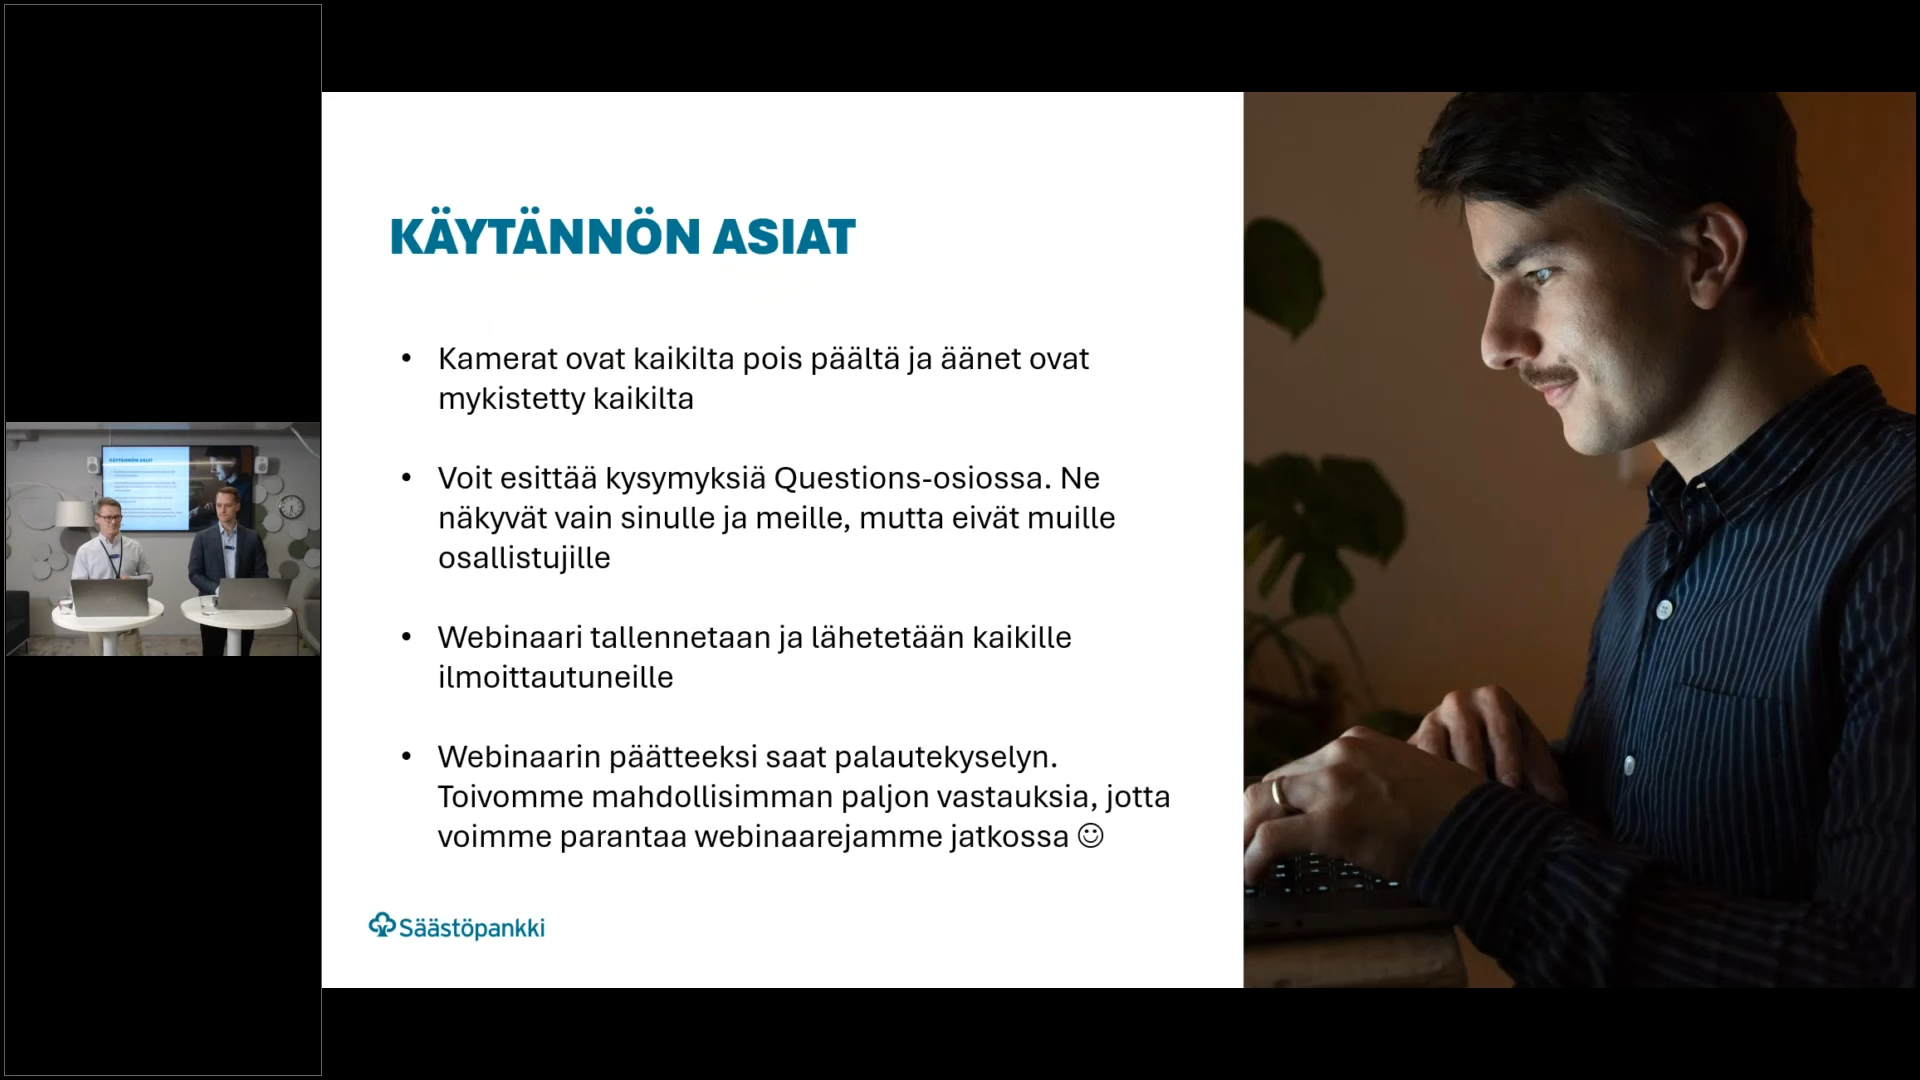 KÄYTÄNNÖN ASIAT
• Kamerat ovat kaikilta pois päältä ja äänet ovat
mykistetty kaikilta
• Voit esittää kysymyksiä Questions-osiossa. Ne
näkyvät vain sinulle ja meille, mutta eivät muille
osallistujille
• Webinaari tallennetaan ja lähetetään kaikille
ilmoittautuneille
• Webinaarin päätteeksi saat palautekyselyn.
Toivomme mahdollisimman paljon vastauksia, jotta
voimme parantaa webinaarejamme jatkossa ☺
Säästöpankki
KÄYTÄNNÖN ASIAT